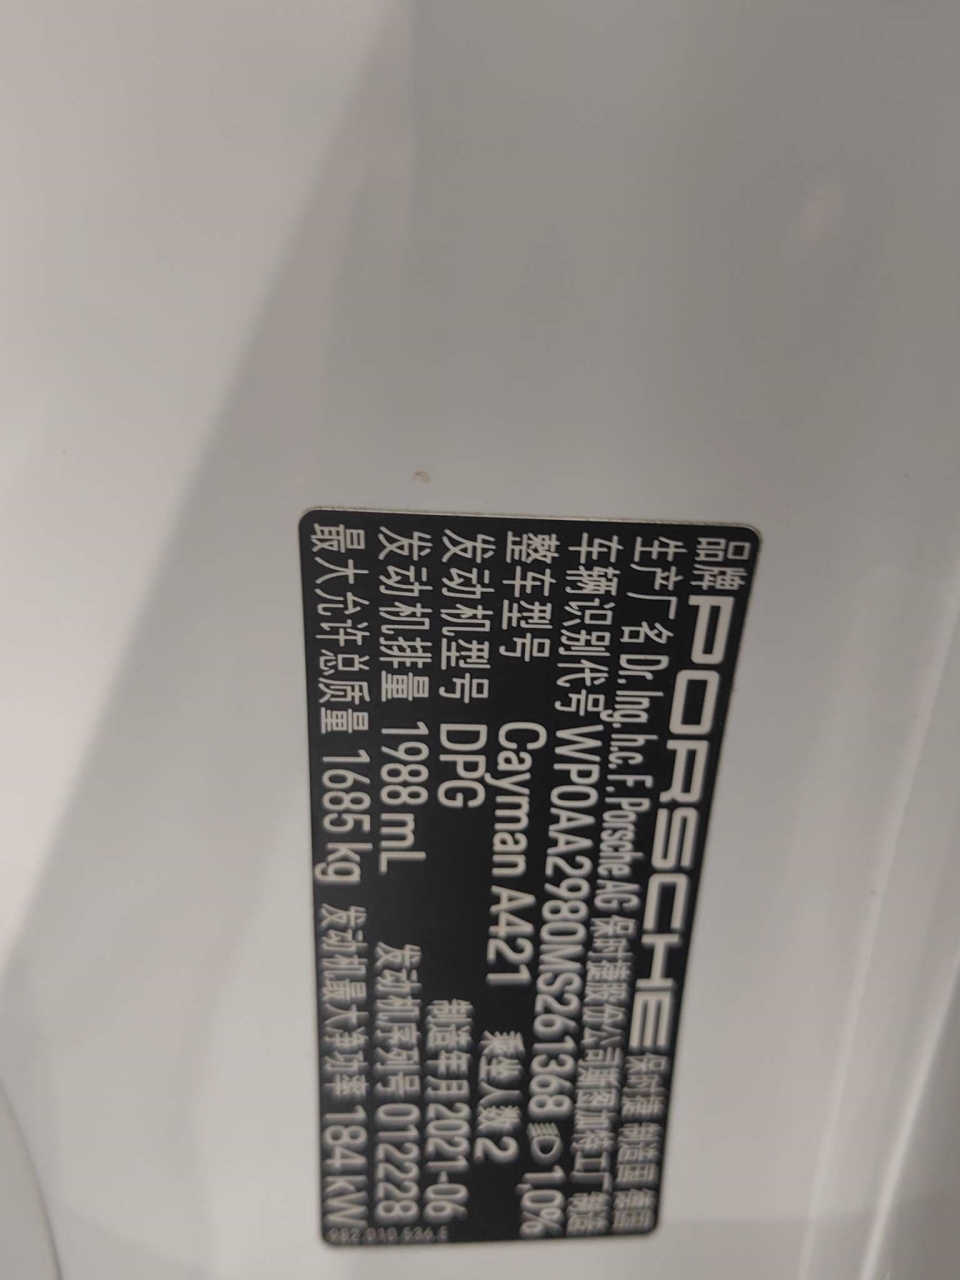 品牌 PORSCHE 保时捷 制造国 德国
生产厂名 Dr. Ing. h.c. F. Porsche AG 保时捷股份公司斯图加特工厂制造
车辆识别代号 WP0AA2980MS261368 1,0%
整车型号 Cayman A421 乘坐人数 2
发动机型号 DPG 制造年月 2021-06
发动机排量 1988 mL 发动机序列号 012228
最大允许总质量 1685 kg 发动机最大净功率 184 kW
982.010.536.E